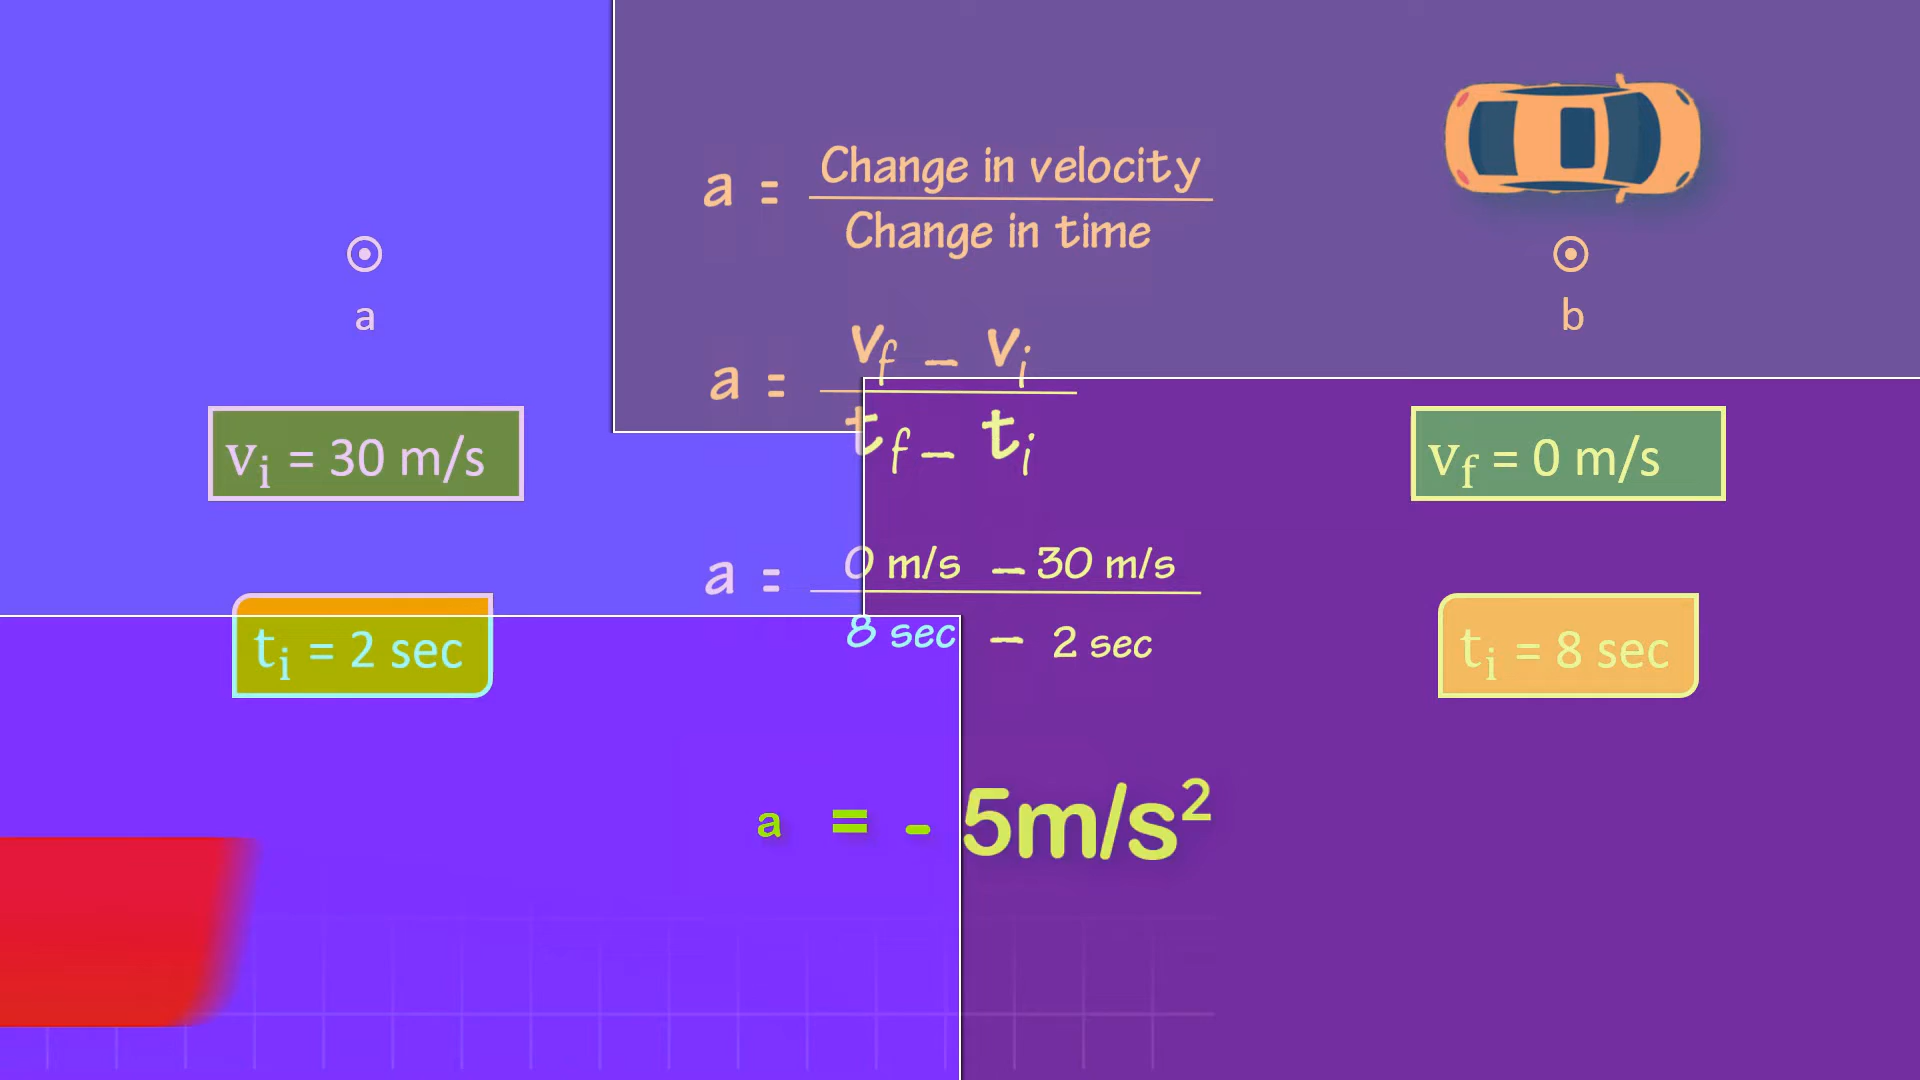 a = Change in velocity
Change in time
a
b
a = vf - vi
tf - ti
vi = 30 m/s
vf = 0 m/s
a = 0 m/s - 30 m/s
8 sec - 2 sec
ti = 2 sec
ti = 8 sec
a = - 5m/s²